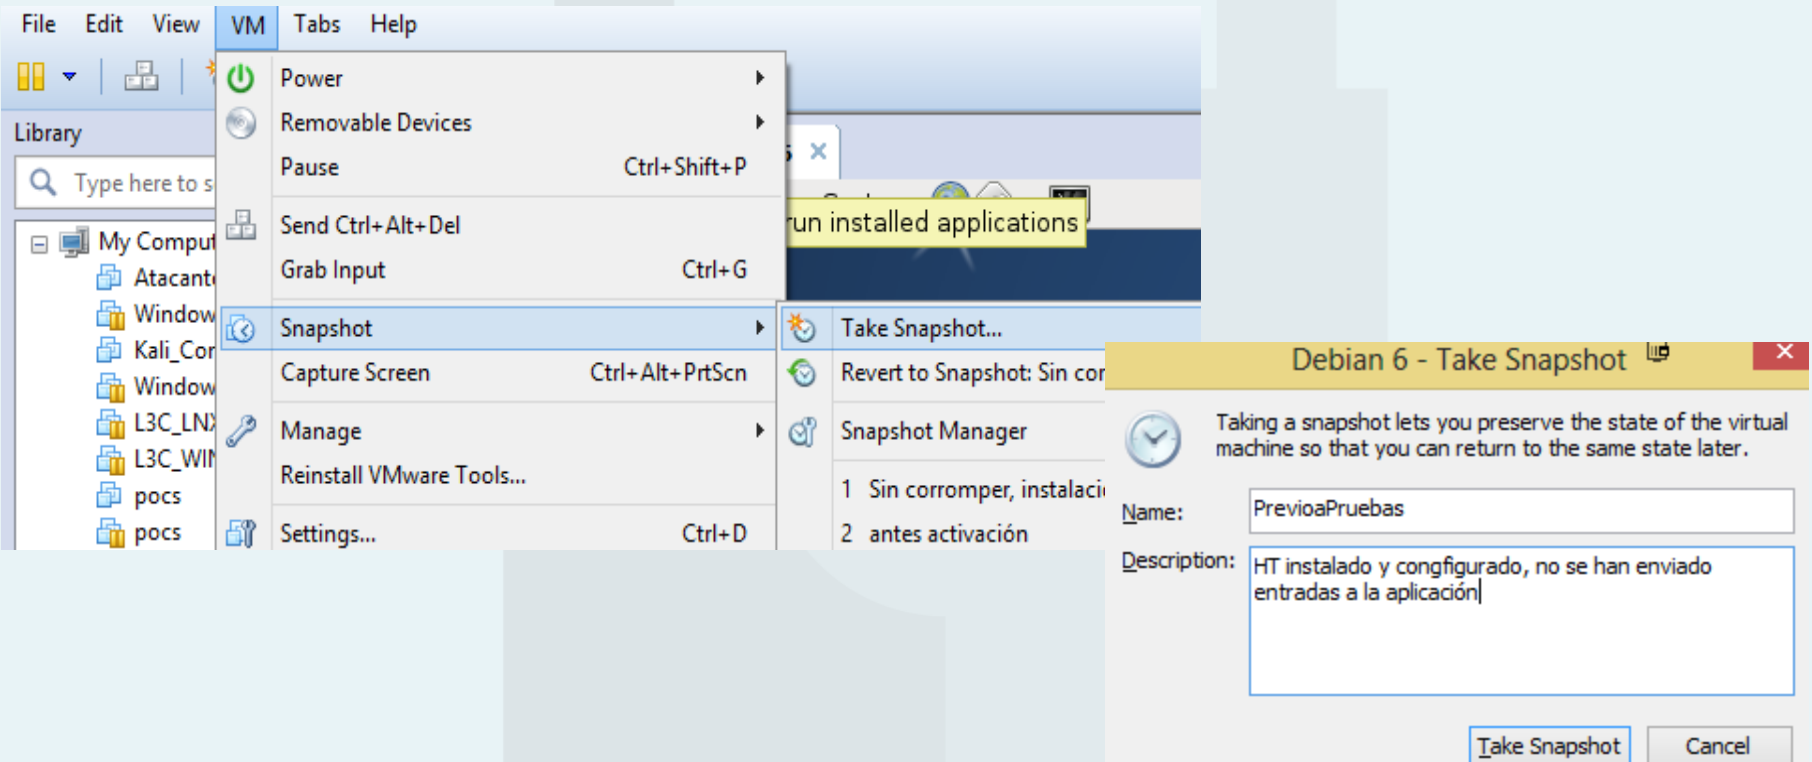 File Edit View VM Tabs Help
Library
Type here to s
My Comput
Atacante
Window
Kali_Cor
Window
L3C_LNX
L3C_WIN
pocs
pocs
Power
Removable Devices
Pause Ctrl+Shift+P
Send Ctrl+Alt+Del
Grab Input Ctrl+G
Snapshot
Capture Screen Ctrl+Alt+PrtScn
Manage
Reinstall VMware Tools...
Settings... Ctrl+D
run installed applications
Take Snapshot...
Revert to Snapshot: Sin cor
Snapshot Manager
1 Sin corromper, instalaci
2 antes activación
Debian 6 - Take Snapshot
Taking a snapshot lets you preserve the state of the virtual
machine so that you can return to the same state later.
Name: PrevioaPruebas
Description: HT instalado y congfigurado, no se han enviado
entradas a la aplicación
Take Snapshot Cancel